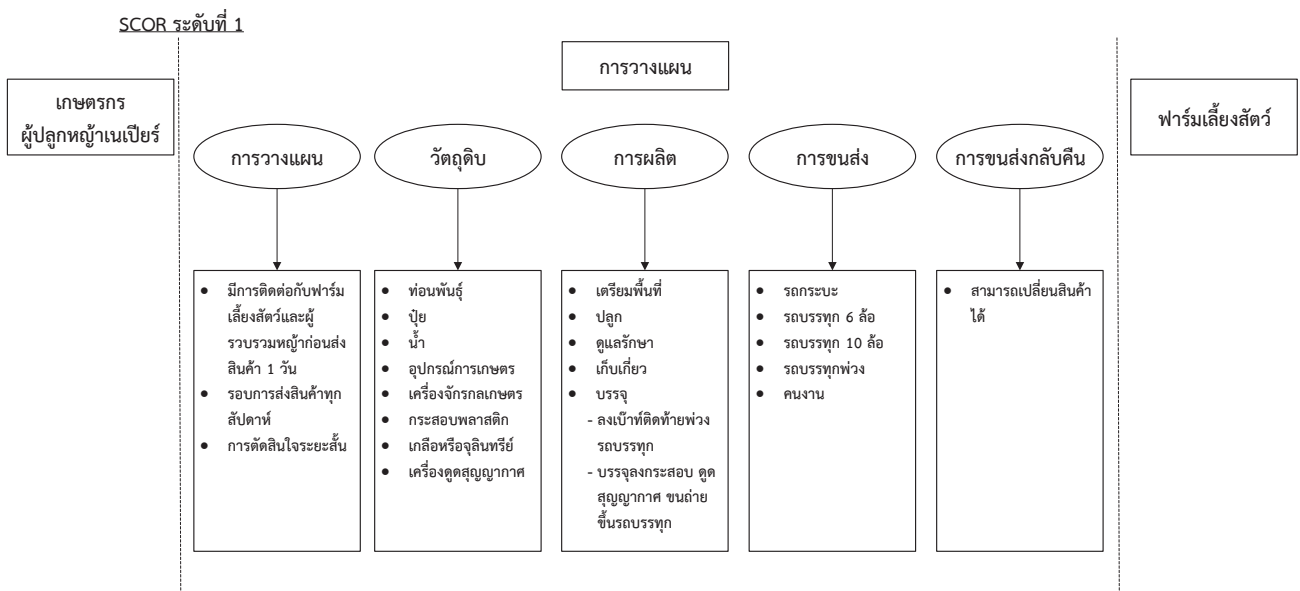 SCOR ระดับที่ 1
การวางแผน
เกษตรกร
ผู้ปลูกหญ้าเนเปียร์
ฟาร์มเลี้ยงสัตว์
การวางแผน
วัตถุดิบ
การผลิต
การขนส่ง
การขนส่งกลับคืน
● มีการติดต่อกับฟาร์ม
เลี้ยงสัตว์และผู้
รวบรวมหญ้าก่อนส่ง
สินค้า 1 วัน
● รอบการส่งสินค้าทุก
สัปดาห์
● การตัดสินใจระยะสั้น
● ท่อนพันธุ์
● ปุ๋ย
● น้ำ
● อุปกรณ์การเกษตร
● เครื่องจักรกลเกษตร
● กระสอบพลาสติก
● เกลือหรือจุลินทรีย์
● เครื่องดูดสุญญากาศ
● เตรียมพื้นที่
● ปลูก
● ดูแลรักษา
● เก็บเกี่ยว
● บรรจุ
- ลงเบ๊าท์ติดท้ายพ่วง
รถบรรทุก
- บรรจุลงกระสอบ ดูด
สุญญากาศ ขนถ่าย
ขึ้นรถบรรทุก
● รถกระบะ
● รถบรรทุก 6 ล้อ
● รถบรรทุก 10 ล้อ
● รถบรรทุกพ่วง
● คนงาน
● สามารถเปลี่ยนสินค้า
ได้